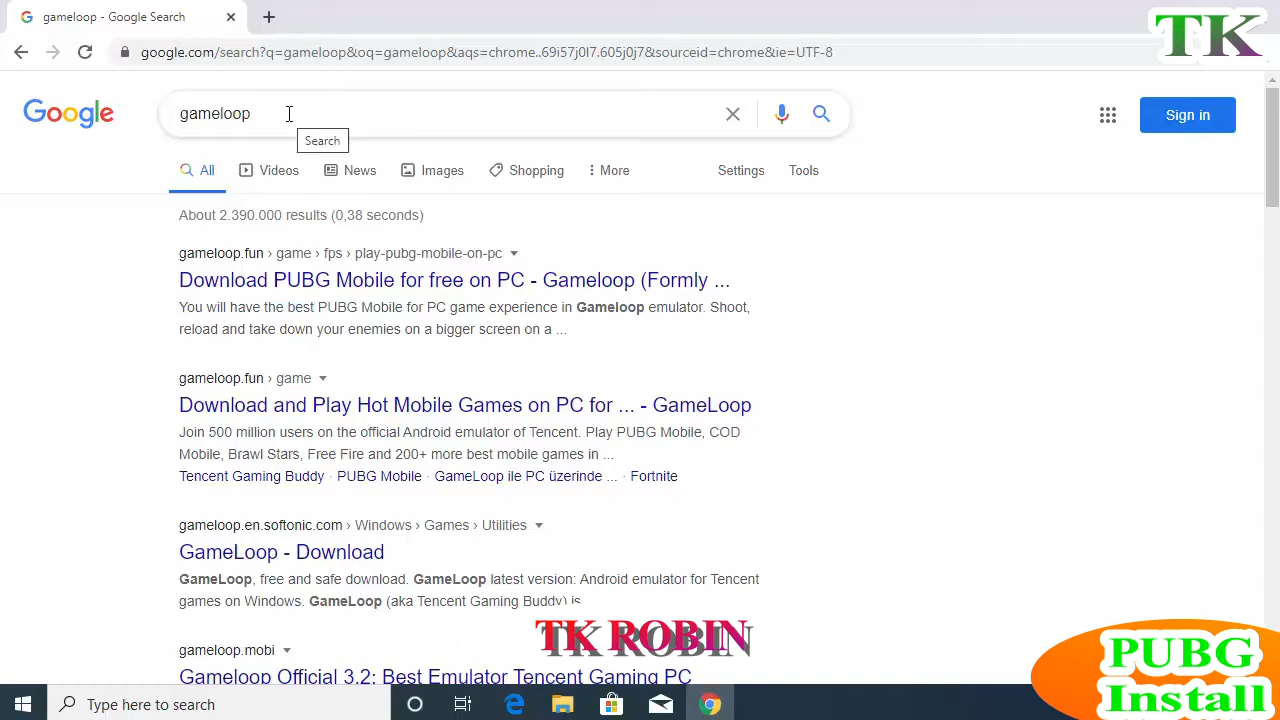 gameloop - Google Search
TK
google.com/search?q=gameloop&oq=gameloop&aqs=chrome..69i57j0l7.605j0j7&sourceid=chrome&ie=UTF-8
Google
gameloop
Sign in
Search
All
Videos
News
Images
Shopping
More
Settings
Tools
About 2.390.000 results (0,38 seconds)
gameloop.fun › game › fps › play-pubg-mobile-on-pc
Download PUBG Mobile for free on PC - Gameloop (Formly ...
You will have the best PUBG Mobile for PC game experience in Gameloop emulator. Shoot,
reload and take down your enemies on a bigger screen on a ...
gameloop.fun › game
Download and Play Hot Mobile Games on PC for ... - GameLoop
Join 500 million users on the official Android emulator of Tencent. Play PUBG Mobile, COD
Mobile, Brawl Stars, Free Fire and 200+ more best mobile games in ...
Tencent Gaming Buddy · PUBG Mobile · GameLoop ile PC üzerinde ... · Fortnite
gameloop.en.softonic.com › Windows › Games › Utilities
GameLoop - Download
GameLoop, free and safe download. GameLoop latest version: Android emulator for Tencent
games on Windows. GameLoop (aka Tencent Gaming Buddy) is
TK ROBIN
gameloop.mobi
Gameloop Official 3.2: Best Emulator Tencent Gaming PC
PUBG
Install
Type here to search